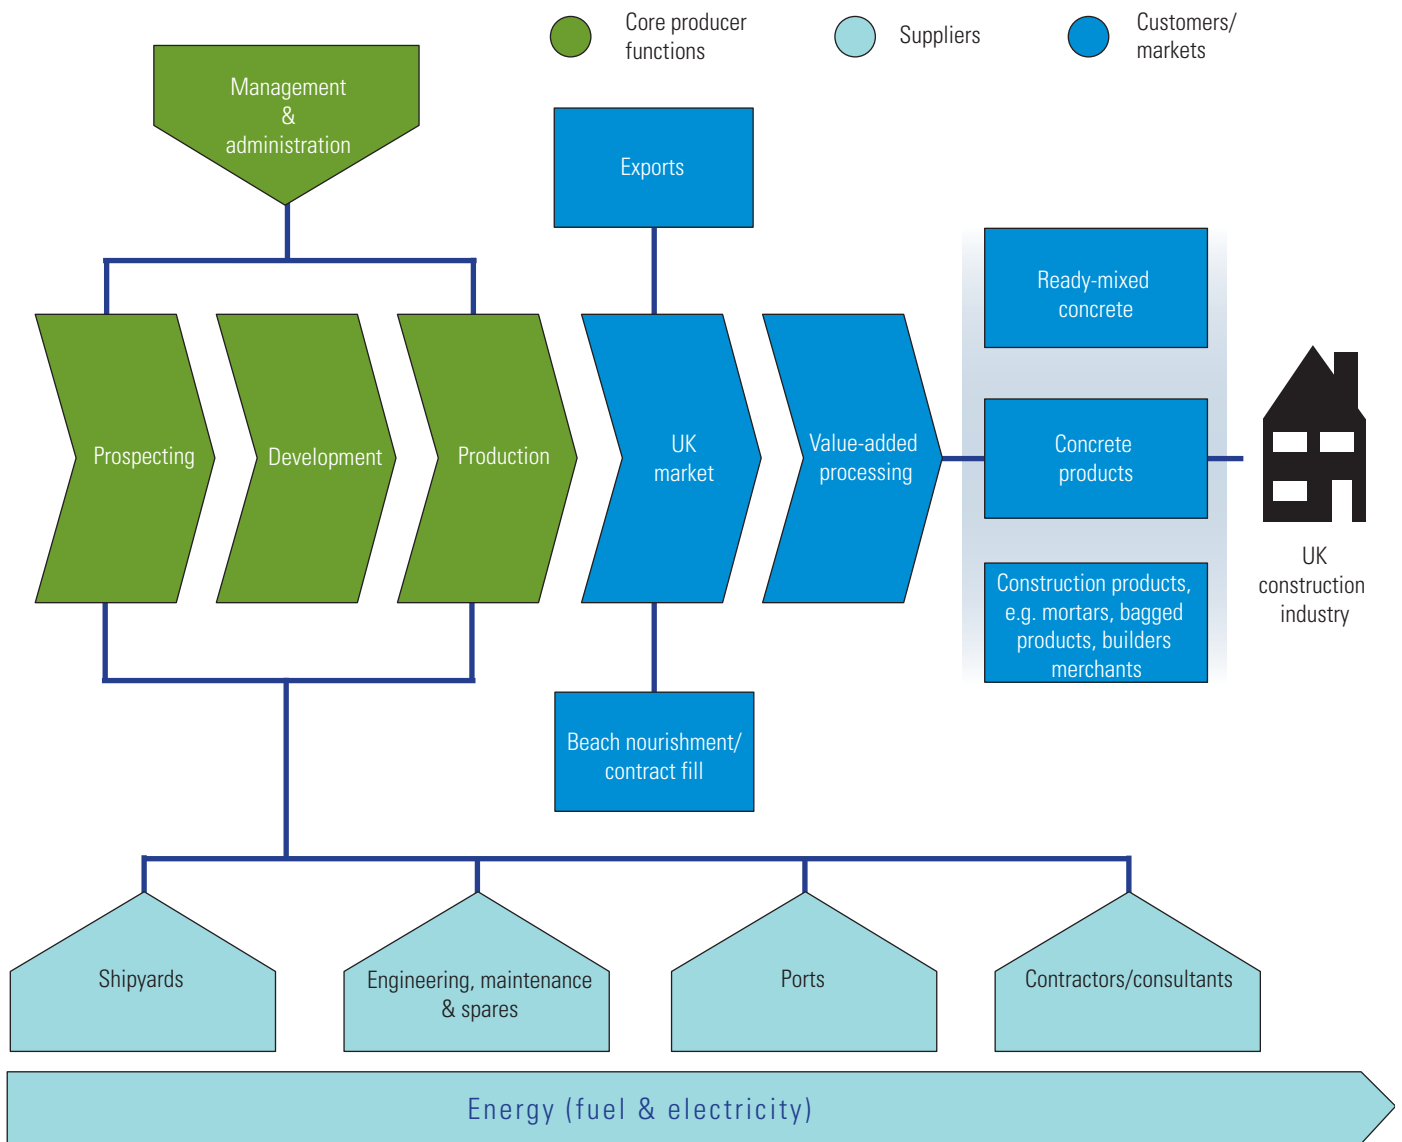 Core producer
functions
Suppliers
Customers/
markets
Management
&
administration
Exports
Ready-mixed
concrete
Prospecting
Development
Production
UK
market
Value-added
processing
Concrete
products
UK
construction
industry
Construction products,
e.g. mortars, bagged
products, builders
merchants
Beach nourishment/
contract fill
Shipyards
Engineering, maintenance
& spares
Ports
Contractors/consultants
Energy (fuel & electricity)